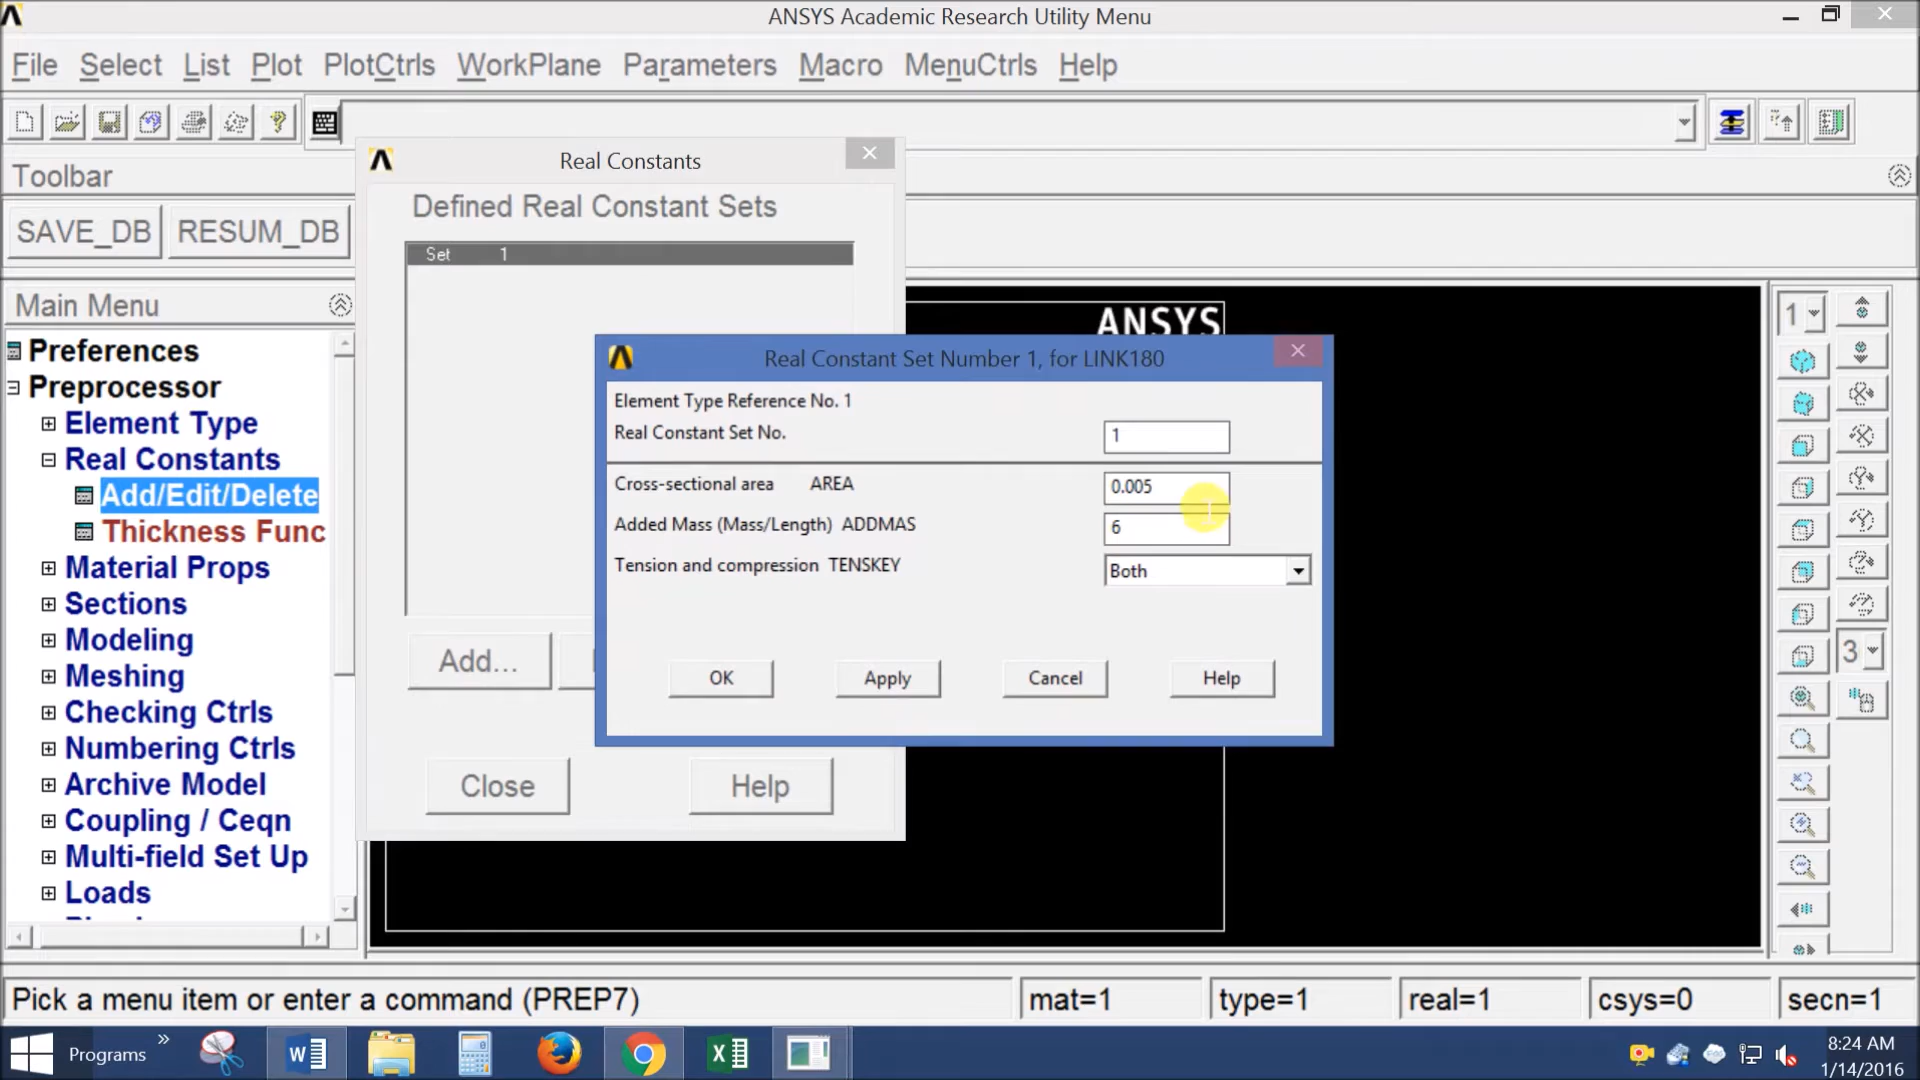 ANSYS Academic Research Utility Menu
File Select List Plot PlotCtrls WorkPlane Parameters Macro MenuCtrls Help
Toolbar
SAVE_DB RESUM_DB
Main Menu
Preferences
Preprocessor
Element Type
Real Constants
Add/Edit/Delete
Thickness Func
Material Props
Sections
Modeling
Meshing
Checking Ctrls
Numbering Ctrls
Archive Model
Coupling / Ceqn
Multi-field Set Up
Loads
Real Constants
Defined Real Constant Sets
Set 1
Add...
Close Help
ANSYS
Real Constant Set Number 1, for LINK180
Element Type Reference No. 1
Real Constant Set No. 1
Cross-sectional area AREA 0.005
Added Mass (Mass/Length) ADDMAS 6
Tension and compression TENSKEY Both
OK Apply Cancel Help
1
3
Pick a menu item or enter a command (PREP7) mat=1 type=1 real=1 csys=0 secn=1
Programs
8:24 AM
1/14/2016